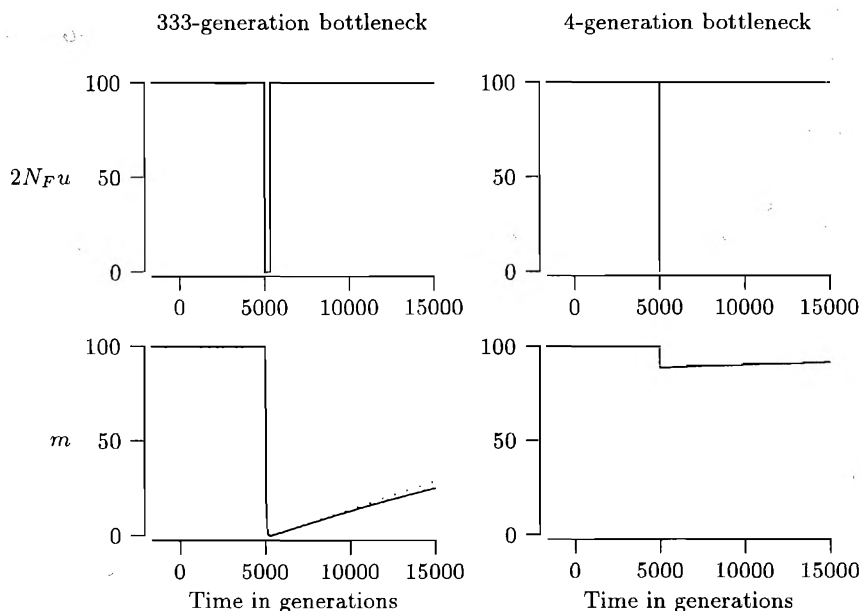 333-generation bottleneck 4-generation bottleneck
100 100
2N_F u 50 50
0 0
0 5000 10000 15000 0 5000 10000 15000
100 100
m 50 50
0 0
0 5000 10000 15000 0 5000 10000 15000
Time in generations Time in generations